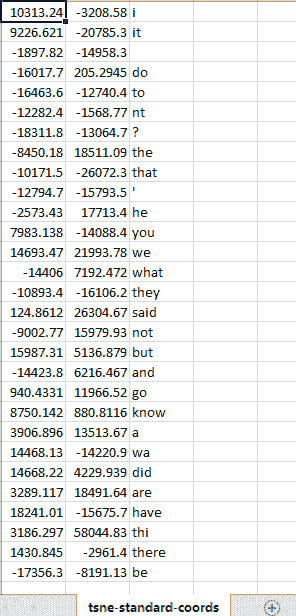 10313.24 -3208.58 i
9226.621 -20785.3 it
-1897.82 -14958.3
-16017.7 205.2945 do
-16463.6 -12740.4 to
-12282.4 -1568.77 nt
-18311.8 -13064.7 ?
-8450.18 18511.09 the
-10171.5 -26072.3 that
-12794.7 -15793.5 '
-2573.43 17713.4 he
7983.138 -14088.4 you
14693.47 21993.78 we
-14406 7192.472 what
-10893.4 -16106.2 they
124.8612 26304.67 said
-9002.77 15979.93 not
15987.31 5136.879 but
-14423.8 6216.467 and
940.4331 11966.52 go
8750.142 880.8116 know
3906.896 13513.67 a
14468.13 -14220.9 wa
14668.22 4229.939 did
3289.117 18491.64 are
18241.01 -15675.7 have
3186.297 58044.83 thi
1430.845 -2961.4 there
-17356.3 -8191.13 be
tsne-standard-coords